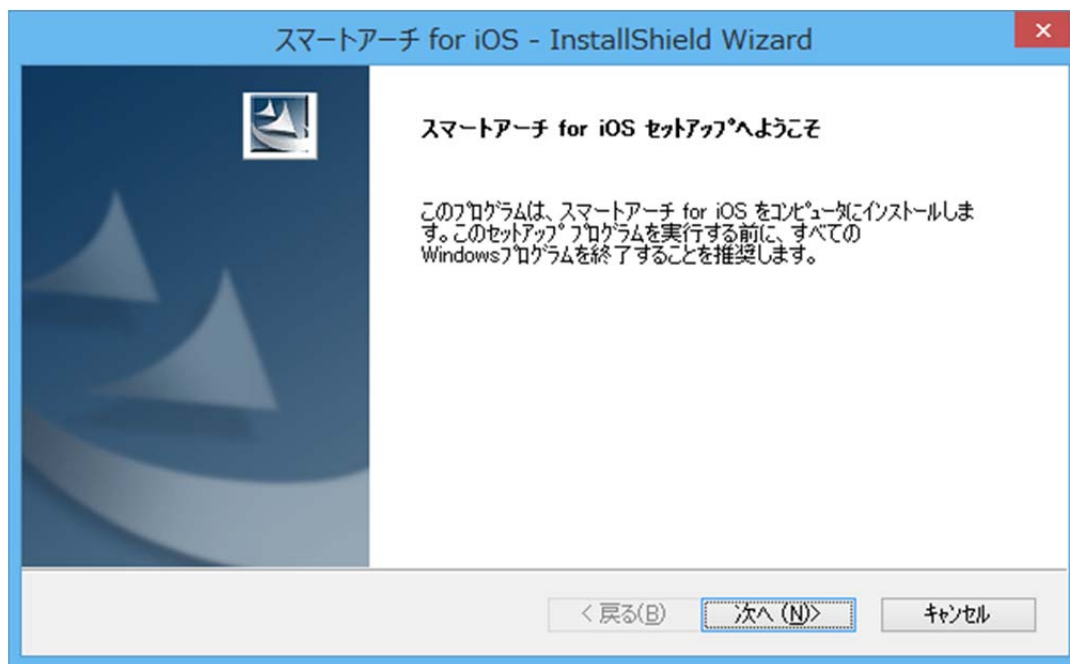 スマートアーチ for iOS - InstallShield Wizard
スマートアーチ for iOS ｾｯﾄｱｯﾌﾟへようこそ
このﾌﾟﾛｸﾞﾗﾑは、スマートアーチ for iOS をｺﾝﾋﾟｭｰﾀにインストールしま
す。このｾｯﾄｱｯﾌﾟ ﾌﾟﾛｸﾞﾗﾑを実行する前に、すべての
Windowsﾌﾟﾛｸﾞﾗﾑを終了することを推奨します。
< 戻る(B) 次へ (N)> ｷｬﾝｾﾙ